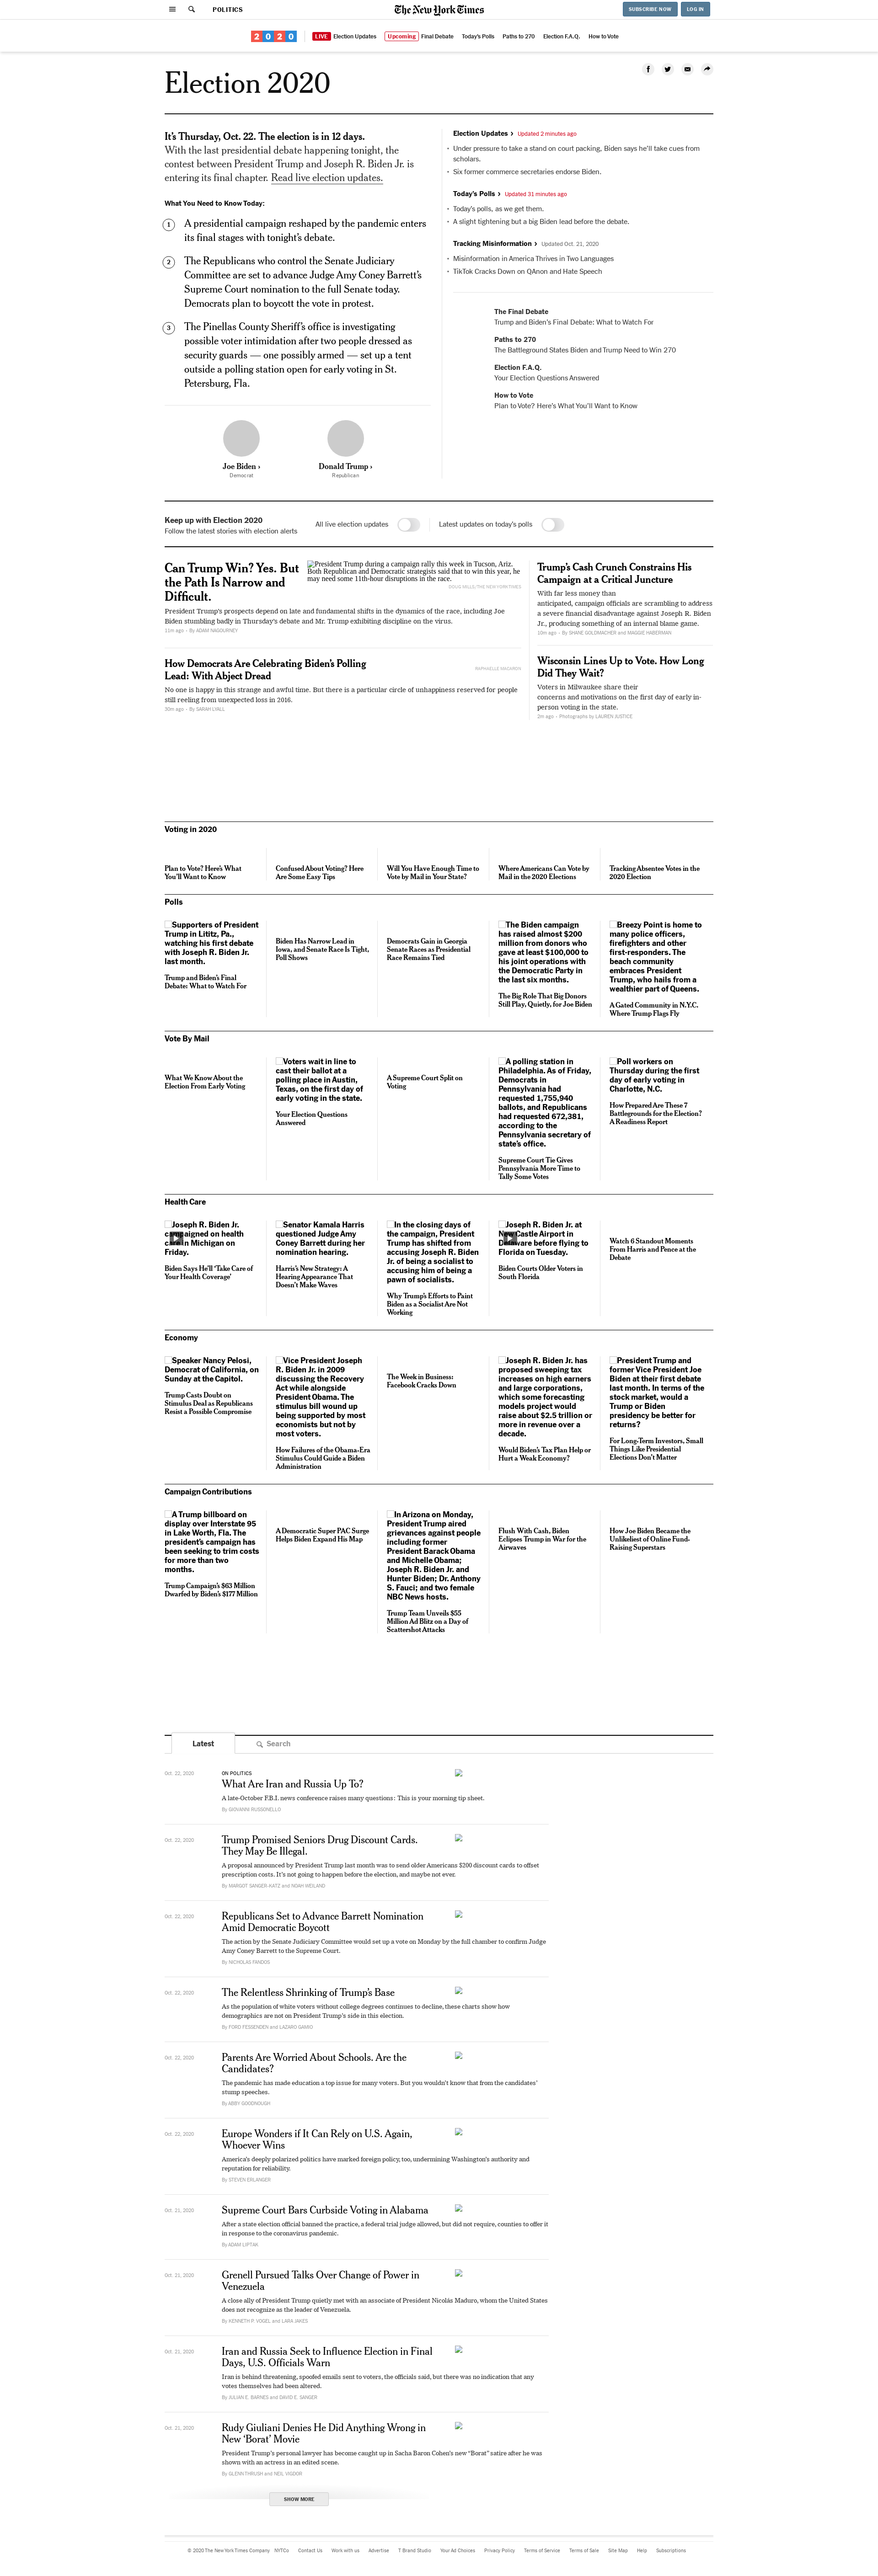 POLITICS
The New York Times
SUBSCRIBE NOW
LOG IN
2020
LIVE Election Updates
Upcoming Final Debate
Today's Polls
Paths to 270
Election F.A.Q.
How to Vote
Election 2020
It's Thursday, Oct. 22. The election is in 12 days.
With the last presidential debate happening tonight, the
contest between President Trump and Joseph R. Biden Jr. is
entering its final chapter. Read live election updates.
What You Need to Know Today:
1 A presidential campaign reshaped by the pandemic enters
its final stages with tonight's debate.
2 The Republicans who control the Senate Judiciary
Committee are set to advance Judge Amy Coney Barrett's
Supreme Court nomination to the full Senate today.
Democrats plan to boycott the vote in protest.
3 The Pinellas County Sheriff's office is investigating
possible voter intimidation after two people dressed as
security guards — one possibly armed — set up a tent
outside a polling station open for early voting in St.
Petersburg, Fla.
Joe Biden ›
Democrat
Donald Trump ›
Republican
Election Updates › Updated 2 minutes ago
• Under pressure to take a stand on court packing, Biden says he'll take cues from
scholars.
• Six former commerce secretaries endorse Biden.
Today's Polls › Updated 31 minutes ago
• Today's polls, as we get them.
• A slight tightening but a big Biden lead before the debate.
Tracking Misinformation › Updated Oct. 21, 2020
• Misinformation in America Thrives in Two Languages
• TikTok Cracks Down on QAnon and Hate Speech
The Final Debate
Trump and Biden's Final Debate: What to Watch For
Paths to 270
The Battleground States Biden and Trump Need to Win 270
Election F.A.Q.
Your Election Questions Answered
How to Vote
Plan to Vote? Here's What You'll Want to Know
Keep up with Election 2020
Follow the latest stories with election alerts
All live election updates
Latest updates on today's polls
Can Trump Win? Yes. But
the Path Is Narrow and
Difficult.
President Trump during a campaign rally this week in Tucson, Ariz.
Both Republican and Democratic strategists said that to win this year, he
may need some 11th-hour disruptions in the race.
DOUG MILLS/THE NEW YORK TIMES
President Trump's prospects depend on and fundamental shifts in the dynamics of the race, including Joe
Biden stumbling badly in Thursday's debate and Mr. Trump exhibiting discipline on the virus.
11m ago – By ADAM NAGOURNEY
How Democrats Are Celebrating Biden's Polling
Lead: With Abject Dread
RAPHAELLE MACARON
No one is happy in this strange and awful time. But there is a particular circle of unhappiness reserved for people
still reeling from unexpected loss in 2016.
30m ago – By SARAH LYALL
Trump's Cash Crunch Constrains His
Campaign at a Critical Juncture
With far less money than
anticipated, campaign officials are scrambling to address
a severe financial disadvantage against Joseph R. Biden
Jr., producing something of an internal blame game.
10m ago – By SHANE GOLDMACHER and MAGGIE HABERMAN
Wisconsin Lines Up to Vote. How Long
Did They Wait?
Voters in Milwaukee share their
concerns and motivations on the first day of early in-
person voting in the state.
2m ago – Photographs by LAUREN JUSTICE
Voting in 2020
Plan to Vote? Here's What
You'll Want to Know
Confused About Voting? Here
Are Some Easy Tips
Will You Have Enough Time to
Vote by Mail in Your State?
Where Americans Can Vote by
Mail in the 2020 Elections
Tracking Absentee Votes in the
2020 Election
Polls
Supporters of President
Trump in Lititz, Pa.,
watching his first debate
with Joseph R. Biden Jr.
last month.
Trump and Biden's Final
Debate: What to Watch For
Biden Has Narrow Lead in
Iowa, and Senate Race Is Tight,
Poll Shows
Democrats Gain in Georgia
Senate Races as Presidential
Race Remains Tied
The Biden campaign
has raised almost $200
million from donors who
gave at least $100,000 to
his joint operations with
the Democratic Party in
the last six months.
The Big Role That Big Donors
Still Play, Quietly, for Joe Biden
Breezy Point is home to
many police officers,
firefighters and other
first-responders. The
beach community
embraces President
Trump, who hails from a
wealthier part of Queens.
A Gated Community in N.Y.C.
Where Trump Flags Fly
Vote By Mail
What We Know About the
Election From Early Voting
Voters wait in line to
cast their ballot at a
polling place in Austin,
Texas, on the first day of
early voting in the state.
Your Election Questions
Answered
A Supreme Court Split on
Voting
A polling station in
Philadelphia. As of Friday,
Democrats in
Pennsylvania had
requested 1,755,940
ballots, and Republicans
had requested 672,381,
according to the
Pennsylvania secretary of
state's office.
Supreme Court Tie Gives
Pennsylvania More Time to
Tally Some Votes
Poll workers on
Thursday during the first
day of early voting in
Charlotte, N.C.
How Prepared Are These 7
Battlegrounds for the Election?
A Readiness Report
Health Care
Joseph R. Biden Jr.
campaigned on health
care in Michigan on
Friday.
Biden Says He'll 'Take Care of
Your Health Coverage'
Senator Kamala Harris
questioned Judge Amy
Coney Barrett during her
nomination hearing.
Harris's New Strategy: A
Hearing Appearance That
Doesn't Make Waves
In the closing days of
the campaign, President
Trump has shifted from
accusing Joseph R. Biden
Jr. of being a socialist to
accusing him of being a
pawn of socialists.
Why Trump's Efforts to Paint
Biden as a Socialist Are Not
Working
Joseph R. Biden Jr. at
New Castle Airport in
Delaware before flying to
Florida on Tuesday.
Biden Courts Older Voters in
South Florida
Watch 6 Standout Moments
From Harris and Pence at the
Debate
Economy
Speaker Nancy Pelosi,
Democrat of California, on
Sunday at the Capitol.
Trump Casts Doubt on
Stimulus Deal as Republicans
Resist a Possible Compromise
Vice President Joseph
R. Biden Jr. in 2009
discussing the Recovery
Act while alongside
President Obama. The
stimulus bill wound up
being supported by most
economists but not by
most voters.
How Failures of the Obama-Era
Stimulus Could Guide a Biden
Administration
The Week in Business:
Facebook Cracks Down
Joseph R. Biden Jr. has
proposed sweeping tax
increases on high earners
and large corporations,
which some forecasting
models project would
raise about $2.5 trillion or
more in revenue over a
decade.
Would Biden's Tax Plan Help or
Hurt a Weak Economy?
President Trump and
former Vice President Joe
Biden at their first debate
last month. In terms of the
stock market, would a
Trump or Biden
presidency be better for
returns?
For Long-Term Investors, Small
Things Like Presidential
Elections Don't Matter
Campaign Contributions
A Trump billboard on
display over Interstate 95
in Lake Worth, Fla. The
president's campaign has
been seeking to trim costs
for more than two
months.
Trump Campaign's $63 Million
Dwarfed by Biden's $177 Million
A Democratic Super PAC Surge
Helps Biden Expand His Map
In Arizona on Monday,
President Trump aired
grievances against people
including former
President Barack Obama
and Michelle Obama;
Joseph R. Biden Jr. and
Hunter Biden; Dr. Anthony
S. Fauci; and two female
NBC News hosts.
Trump Team Unveils $55
Million Ad Blitz on a Day of
Scattershot Attacks
Flush With Cash, Biden
Eclipses Trump in War for the
Airwaves
How Joe Biden Became the
Unlikeliest of Online Fund-
Raising Superstars
Latest
Search
Oct. 22, 2020
ON POLITICS
What Are Iran and Russia Up To?
A late-October F.B.I. news conference raises many questions: This is your morning tip sheet.
By GIOVANNI RUSSONELLO
Oct. 22, 2020
Trump Promised Seniors Drug Discount Cards.
They May Be Illegal.
A proposal announced by President Trump last month was to send older Americans $200 discount cards to offset
prescription costs. It's not going to happen before the election, and maybe not ever.
By MARGOT SANGER-KATZ and NOAH WEILAND
Oct. 22, 2020
Republicans Set to Advance Barrett Nomination
Amid Democratic Boycott
The action by the Senate Judiciary Committee would set up a vote on Monday by the full chamber to confirm Judge
Amy Coney Barrett to the Supreme Court.
By NICHOLAS FANDOS
Oct. 22, 2020
The Relentless Shrinking of Trump's Base
As the population of white voters without college degrees continues to decline, these charts show how
demographics are not on President Trump's side in this election.
By FORD FESSENDEN and LAZARO GAMIO
Oct. 22, 2020
Parents Are Worried About Schools. Are the
Candidates?
The pandemic has made education a top issue for many voters. But you wouldn't know that from the candidates'
stump speeches.
By ABBY GOODNOUGH
Oct. 22, 2020
Europe Wonders if It Can Rely on U.S. Again,
Whoever Wins
America's deeply polarized politics have marked foreign policy, too, undermining Washington's authority and
reputation for reliability.
By STEVEN ERLANGER
Oct. 21, 2020
Supreme Court Bars Curbside Voting in Alabama
After a state election official banned the practice, a federal trial judge allowed, but did not require, counties to offer it
in response to the coronavirus pandemic.
By ADAM LIPTAK
Oct. 21, 2020
Grenell Pursued Talks Over Change of Power in
Venezuela
A close ally of President Trump quietly met with an associate of President Nicolás Maduro, whom the United States
does not recognize as the leader of Venezuela.
By KENNETH P. VOGEL and LARA JAKES
Oct. 21, 2020
Iran and Russia Seek to Influence Election in Final
Days, U.S. Officials Warn
Iran is behind threatening, spoofed emails sent to voters, the officials said, but there was no indication that any
votes themselves had been altered.
By JULIAN E. BARNES and DAVID E. SANGER
Oct. 21, 2020
Rudy Giuliani Denies He Did Anything Wrong in
New 'Borat' Movie
President Trump's personal lawyer has become caught up in Sacha Baron Cohen's new "Borat" satire after he was
shown with an actress in an edited scene.
By GLENN THRUSH and NEIL VIGDOR
SHOW MORE
© 2020 The New York Times Company
NYTCo
Contact Us
Work with us
Advertise
T Brand Studio
Your Ad Choices
Privacy Policy
Terms of Service
Terms of Sale
Site Map
Help
Subscriptions